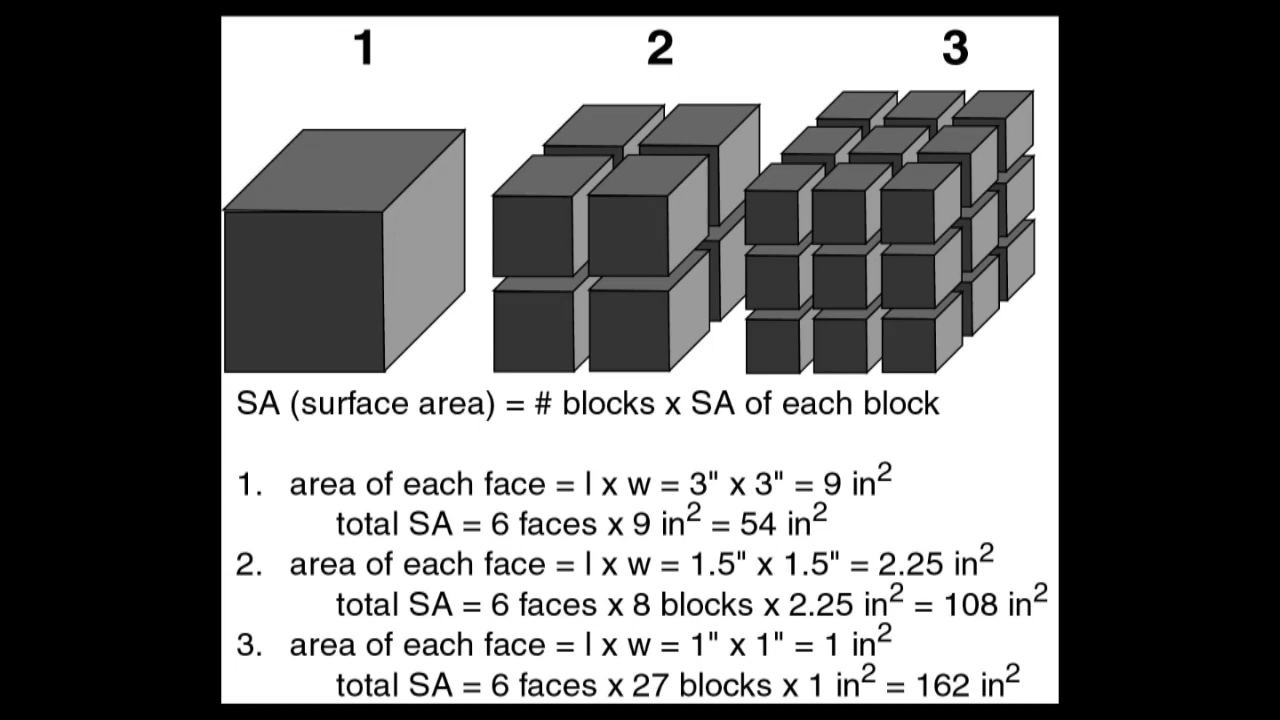 1 2 3
SA (surface area) = # blocks x SA of each block
1. area of each face = l x w = 3" x 3" = 9 in²
total SA = 6 faces x 9 in² = 54 in²
2. area of each face = l x w = 1.5" x 1.5" = 2.25 in²
total SA = 6 faces x 8 blocks x 2.25 in² = 108 in²
3. area of each face = l x w = 1" x 1" = 1 in²
total SA = 6 faces x 27 blocks x 1 in² = 162 in²